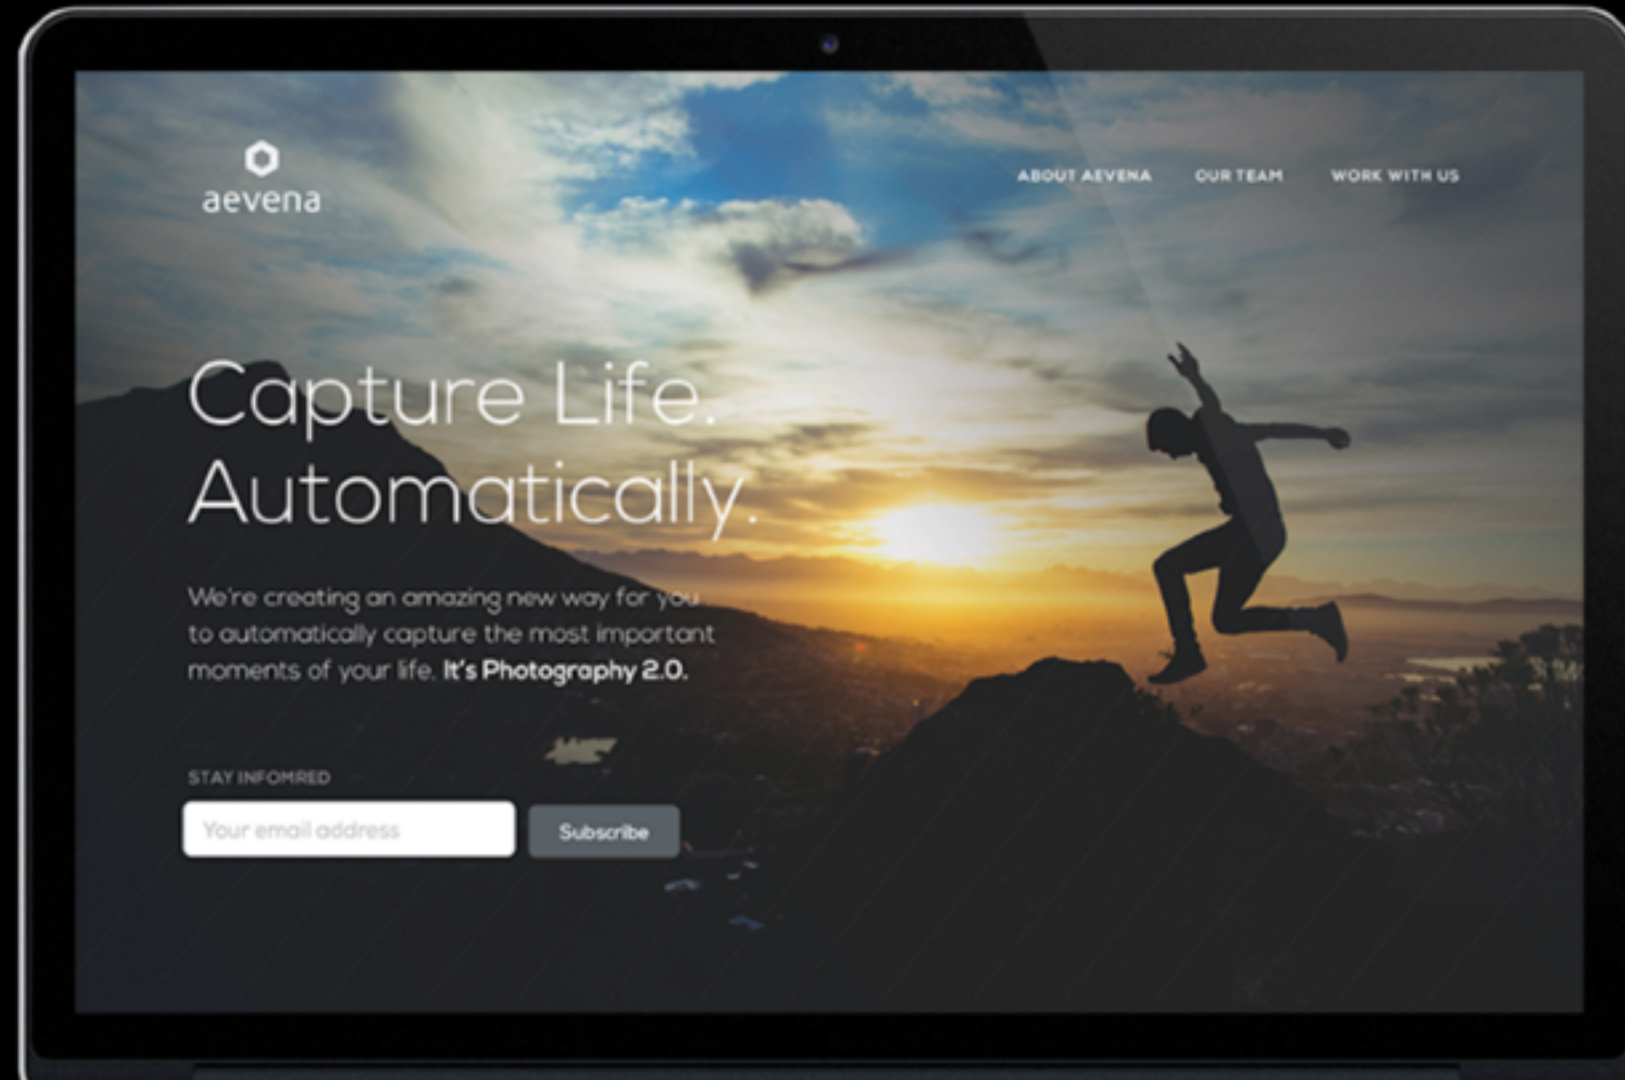 aevena
ABOUT AEVENA
OUR TEAM
WORK WITH US
Capture Life.
Automatically.
We're creating an amazing new way for you
to automatically capture the most important
moments of your life. It's Photography 2.0.
STAY INFOMRED
Your email address
Subscribe